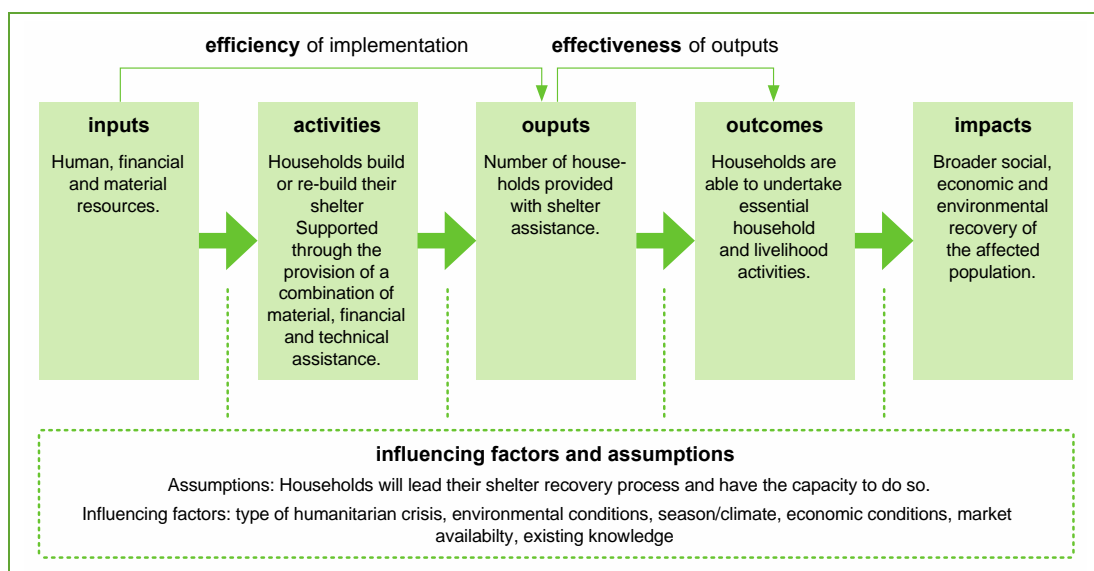 efficiency of implementation
effectiveness of outputs
inputs
Human, financial
and material
resources.
activities
Households build
or re-build their
shelter
Supported
through the
provision of a
combination of
material, financial
and technical
assistance.
ouputs
Number of house-
holds provided
with shelter
assistance.
outcomes
Households are
able to undertake
essential
household
and livelihood
activities.
impacts
Broader social,
economic and
environmental
recovery of
the affected
population.
influencing factors and assumptions
Assumptions: Households will lead their shelter recovery process and have the capacity to do so.
Influencing factors: type of humanitarian crisis, environmental conditions, season/climate, economic conditions, market
availabilty, existing knowledge